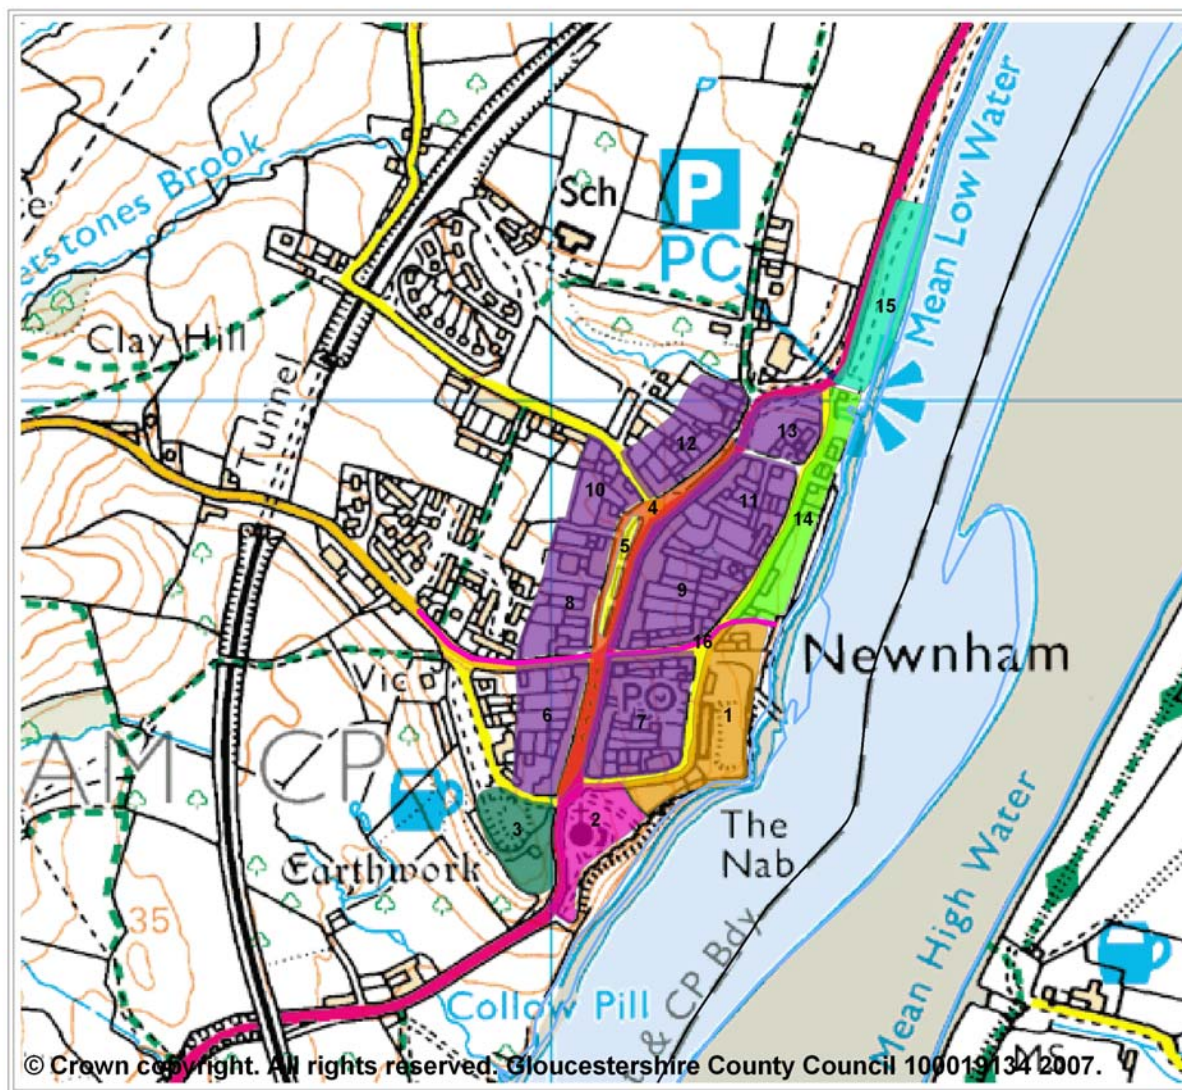 Mean Low Water
etstones Brook
Sch
P
PC
Clay Hill
Tunnel
15
12
13
10
11
4
5
14
8
9
16
Newnham
Vic
PO
6
7
1
AM CP
2
3
The
Nab
Earthwork
35
Mean High Water
& CP Bdy
Collow Pill
MS
© Crown copyright. All rights reserved. Gloucestershire County Council 100019134 2007.